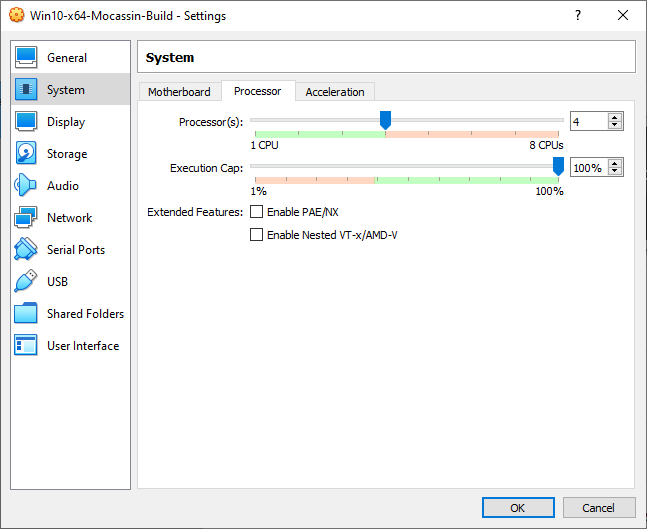 Win10-x64-Mocassin-Build - Settings
?
General
System
Display
Storage
Audio
Network
Serial Ports
USB
Shared Folders
User Interface
System
Motherboard Processor Acceleration
Processor(s): 4
1 CPU 8 CPUs
Execution Cap: 100%
1% 100%
Extended Features: Enable PAE/NX
Enable Nested VT-x/AMD-V
OK Cancel